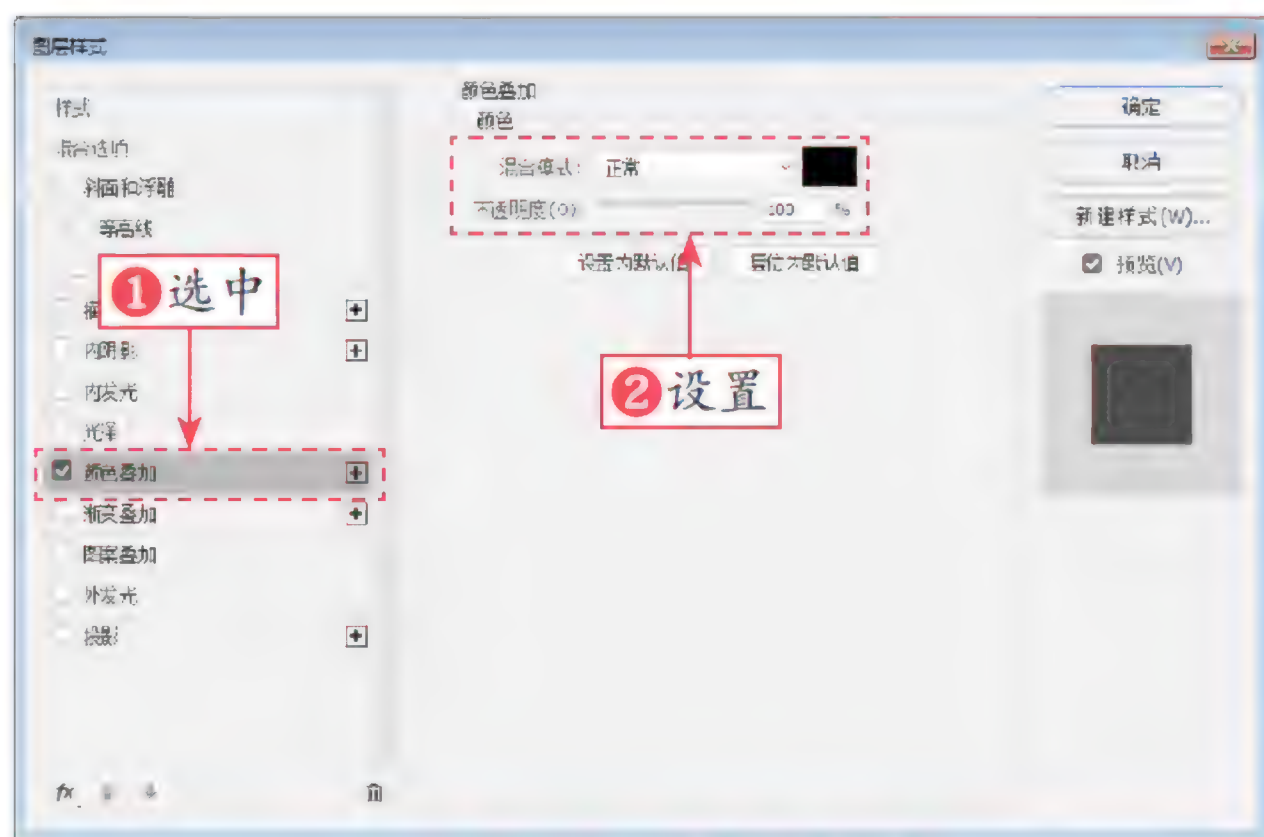 图层样式
样式
混合选项
斜面和浮雕
等高线
①选中
内阴影
内发光
光泽
颜色叠加
渐变叠加
图案叠加
外发光
投影
fx
颜色叠加
颜色
混合模式: 正常
不透明度(O) 100 %
设置为默认值 复位为默认值
②设置
确定
取消
新建样式(W)...
预览(V)